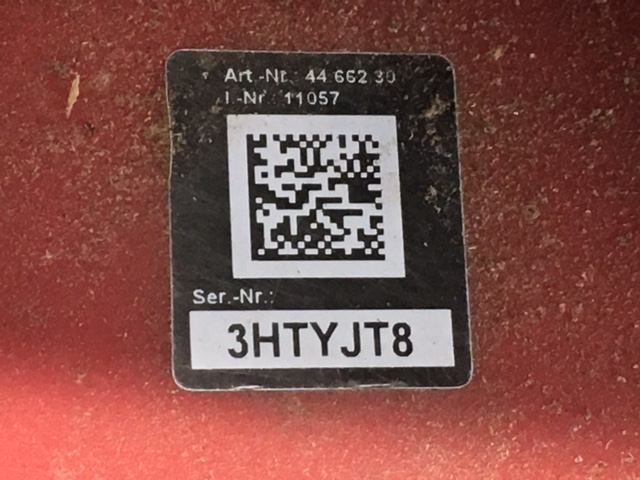 Art.-Nr.: 44.662.30
I.-Nr.: 11057
Ser.-Nr.:
3HTYJT8